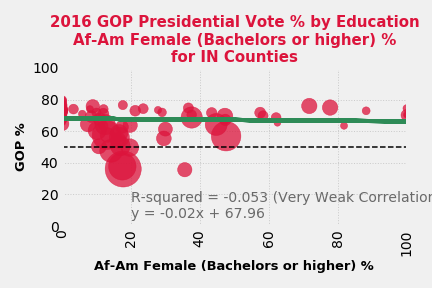 2016 GOP Presidential Vote % by Education
Af-Am Female (Bachelors or higher) %
for IN Counties
100
80
60
40
20
0
GOP %
R-squared = -0.053 (Very Weak Correlation
y = -0.02x + 67.96
0
20
40
60
80
100
Af-Am Female (Bachelors or higher) %